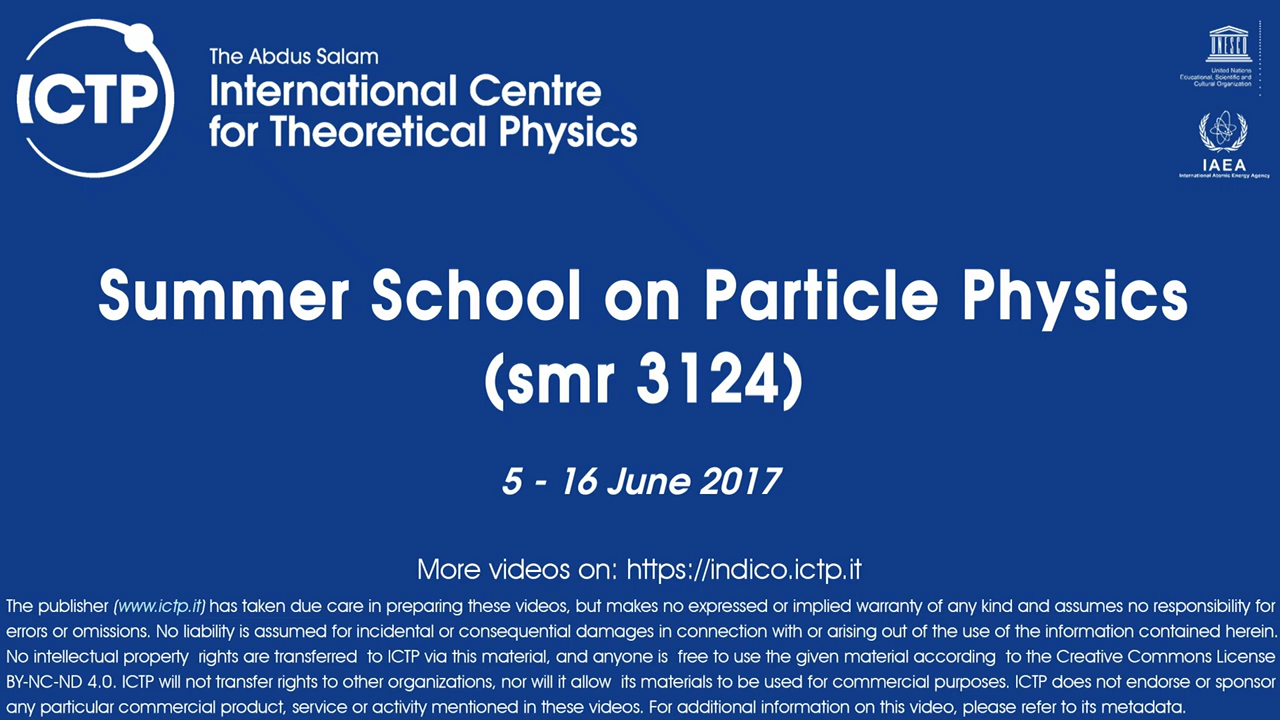 ICTP
The Abdus Salam
International Centre
for Theoretical Physics
UNESCO
United Nations
Educational, Scientific and
Cultural Organization
IAEA
International Atomic Energy Agency
Summer School on Particle Physics
(smr 3124)
5 - 16 June 2017
More videos on: https://indico.ictp.it
The publisher (www.ictp.it) has taken due care in preparing these videos, but makes no expressed or implied warranty of any kind and assumes no responsibility for
errors or omissions. No liability is assumed for incidental or consequential damages in connection with or arising out of the use of the information contained herein.
No intellectual property rights are transferred to ICTP via this material, and anyone is free to use the given material according to the Creative Commons License
BY-NC-ND 4.0. ICTP will not transfer rights to other organizations, nor will it allow its materials to be used for commercial purposes. ICTP does not endorse or sponsor
any particular commercial product, service or activity mentioned in these videos. For additional information on this video, please refer to its metadata.